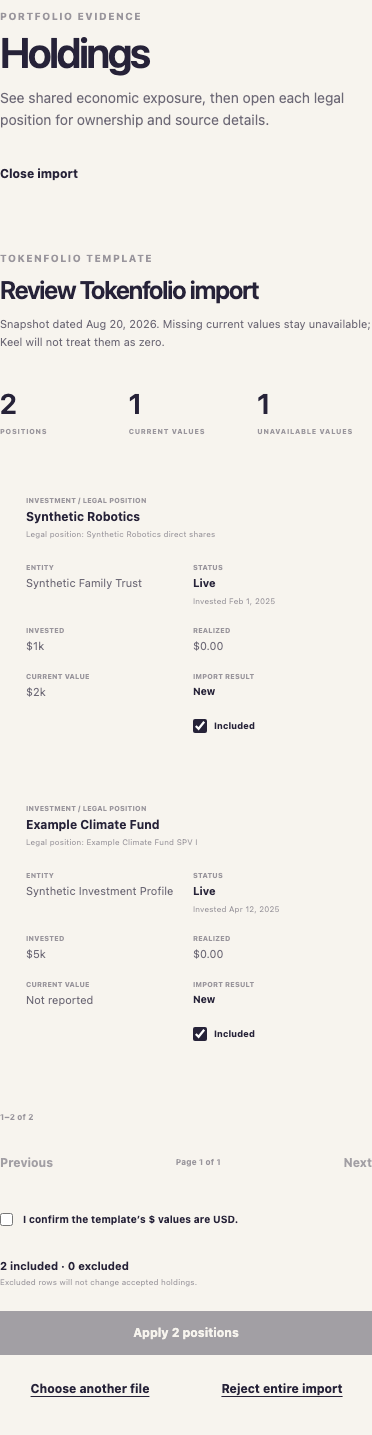 PORTFOLIO EVIDENCE
Holdings
See shared economic exposure, then open each legal
position for ownership and source details.
Close import
TOKENFOLIO TEMPLATE
Review Tokenfolio import
Snapshot dated Aug 20, 2026. Missing current values stay unavailable;
Keel will not treat them as zero.
2 1 1
POSITIONS CURRENT VALUES UNAVAILABLE VALUES
INVESTMENT / LEGAL POSITION
Synthetic Robotics
Legal position: Synthetic Robotics direct shares
ENTITY STATUS
Synthetic Family Trust Live
Invested Feb 1, 2025
INVESTED REALIZED
$1k $0.00
CURRENT VALUE IMPORT RESULT
$2k New
Included
INVESTMENT / LEGAL POSITION
Example Climate Fund
Legal position: Example Climate Fund SPV I
ENTITY STATUS
Synthetic Investment Profile Live
Invested Apr 12, 2025
INVESTED REALIZED
$5k $0.00
CURRENT VALUE IMPORT RESULT
Not reported New
Included
1–2 of 2
Previous Page 1 of 1 Next
I confirm the template's $ values are USD.
2 included · 0 excluded
Excluded rows will not change accepted holdings.
Apply 2 positions
Choose another file Reject entire import